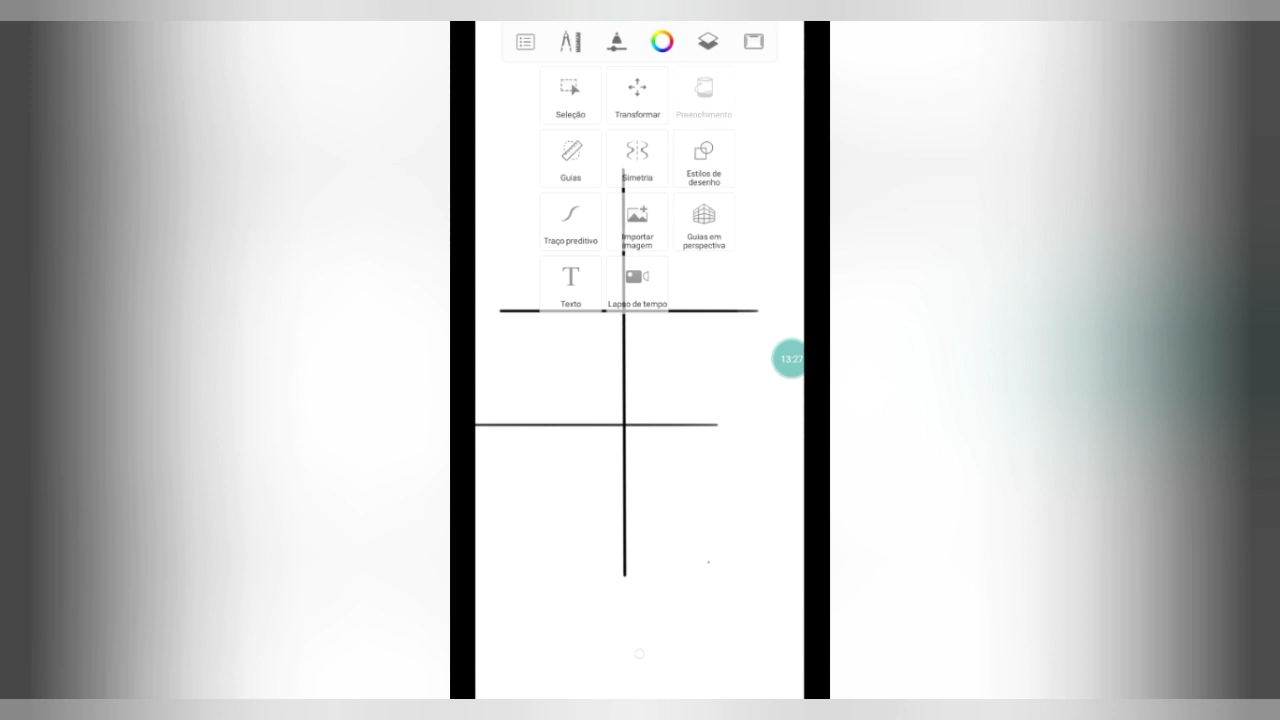 Seleção
Transformar
Preenchimento
Guias
Simetria
Estilos de
desenho
Traço preditivo
Importar
imagem
Guias em
perspectiva
Texto
Lapso de tempo
13:27